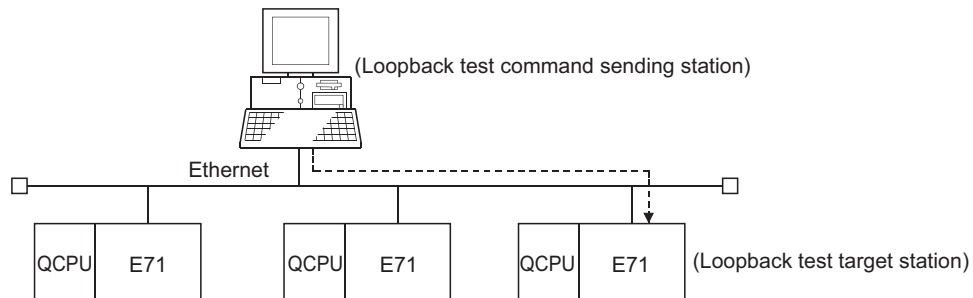 (Loopback test command sending station)
Ethernet
QCPU E71
QCPU E71
QCPU E71
(Loopback test target station)